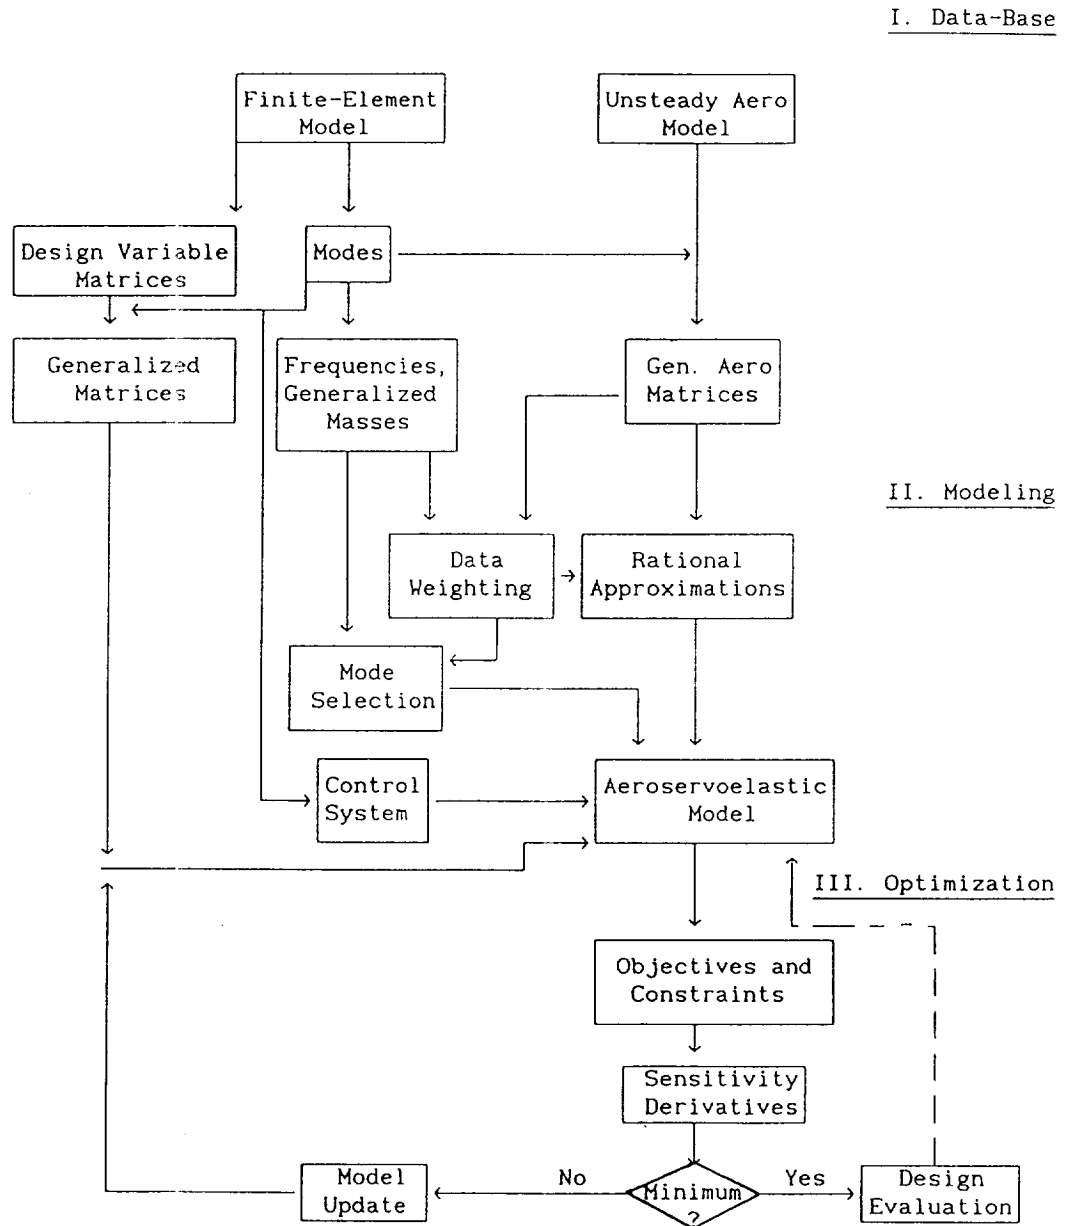 I. Data-Base
Finite-Element
Model
Unsteady Aero
Model
Design Variable
Matrices
Modes
Generalized
Matrices
Frequencies,
Generalized
Masses
Gen. Aero
Matrices
II. Modeling
Data
Weighting
Rational
Approximations
Mode
Selection
Control
System
Aeroservoelastic
Model
III. Optimization
Objectives and
Constraints
Sensitivity
Derivatives
Model
Update
No
Minimum
?
Yes
Design
Evaluation